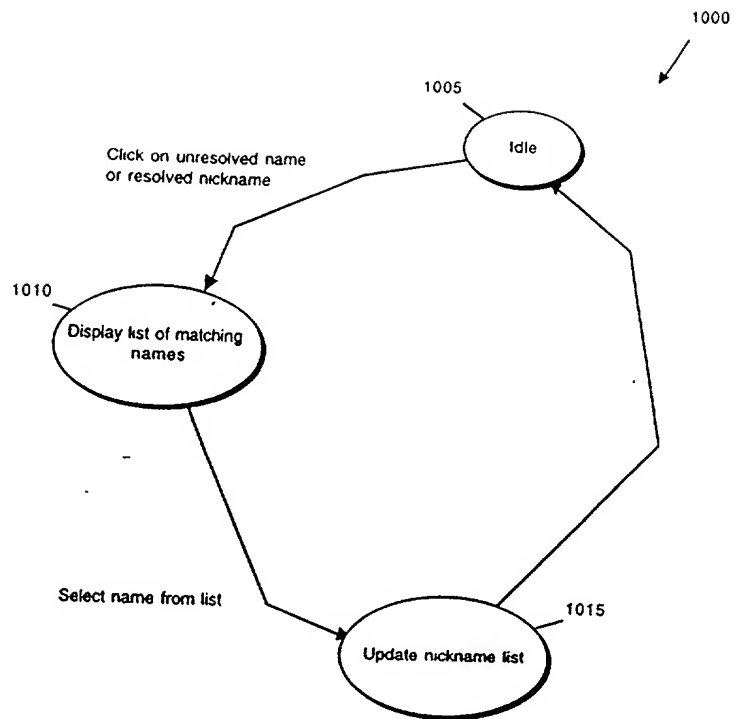 1000
1005
Idle
Click on unresolved name
or resolved nickname
1010
Display list of matching
names
Select name from list
1015
Update nickname list